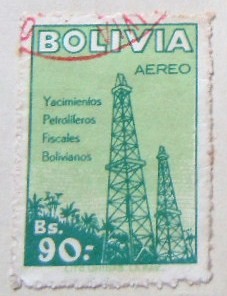 BOLIVIA
AEREO
Yacimientos
Petrolíferos
Fiscales
Bolivianos
Bs.
90.-